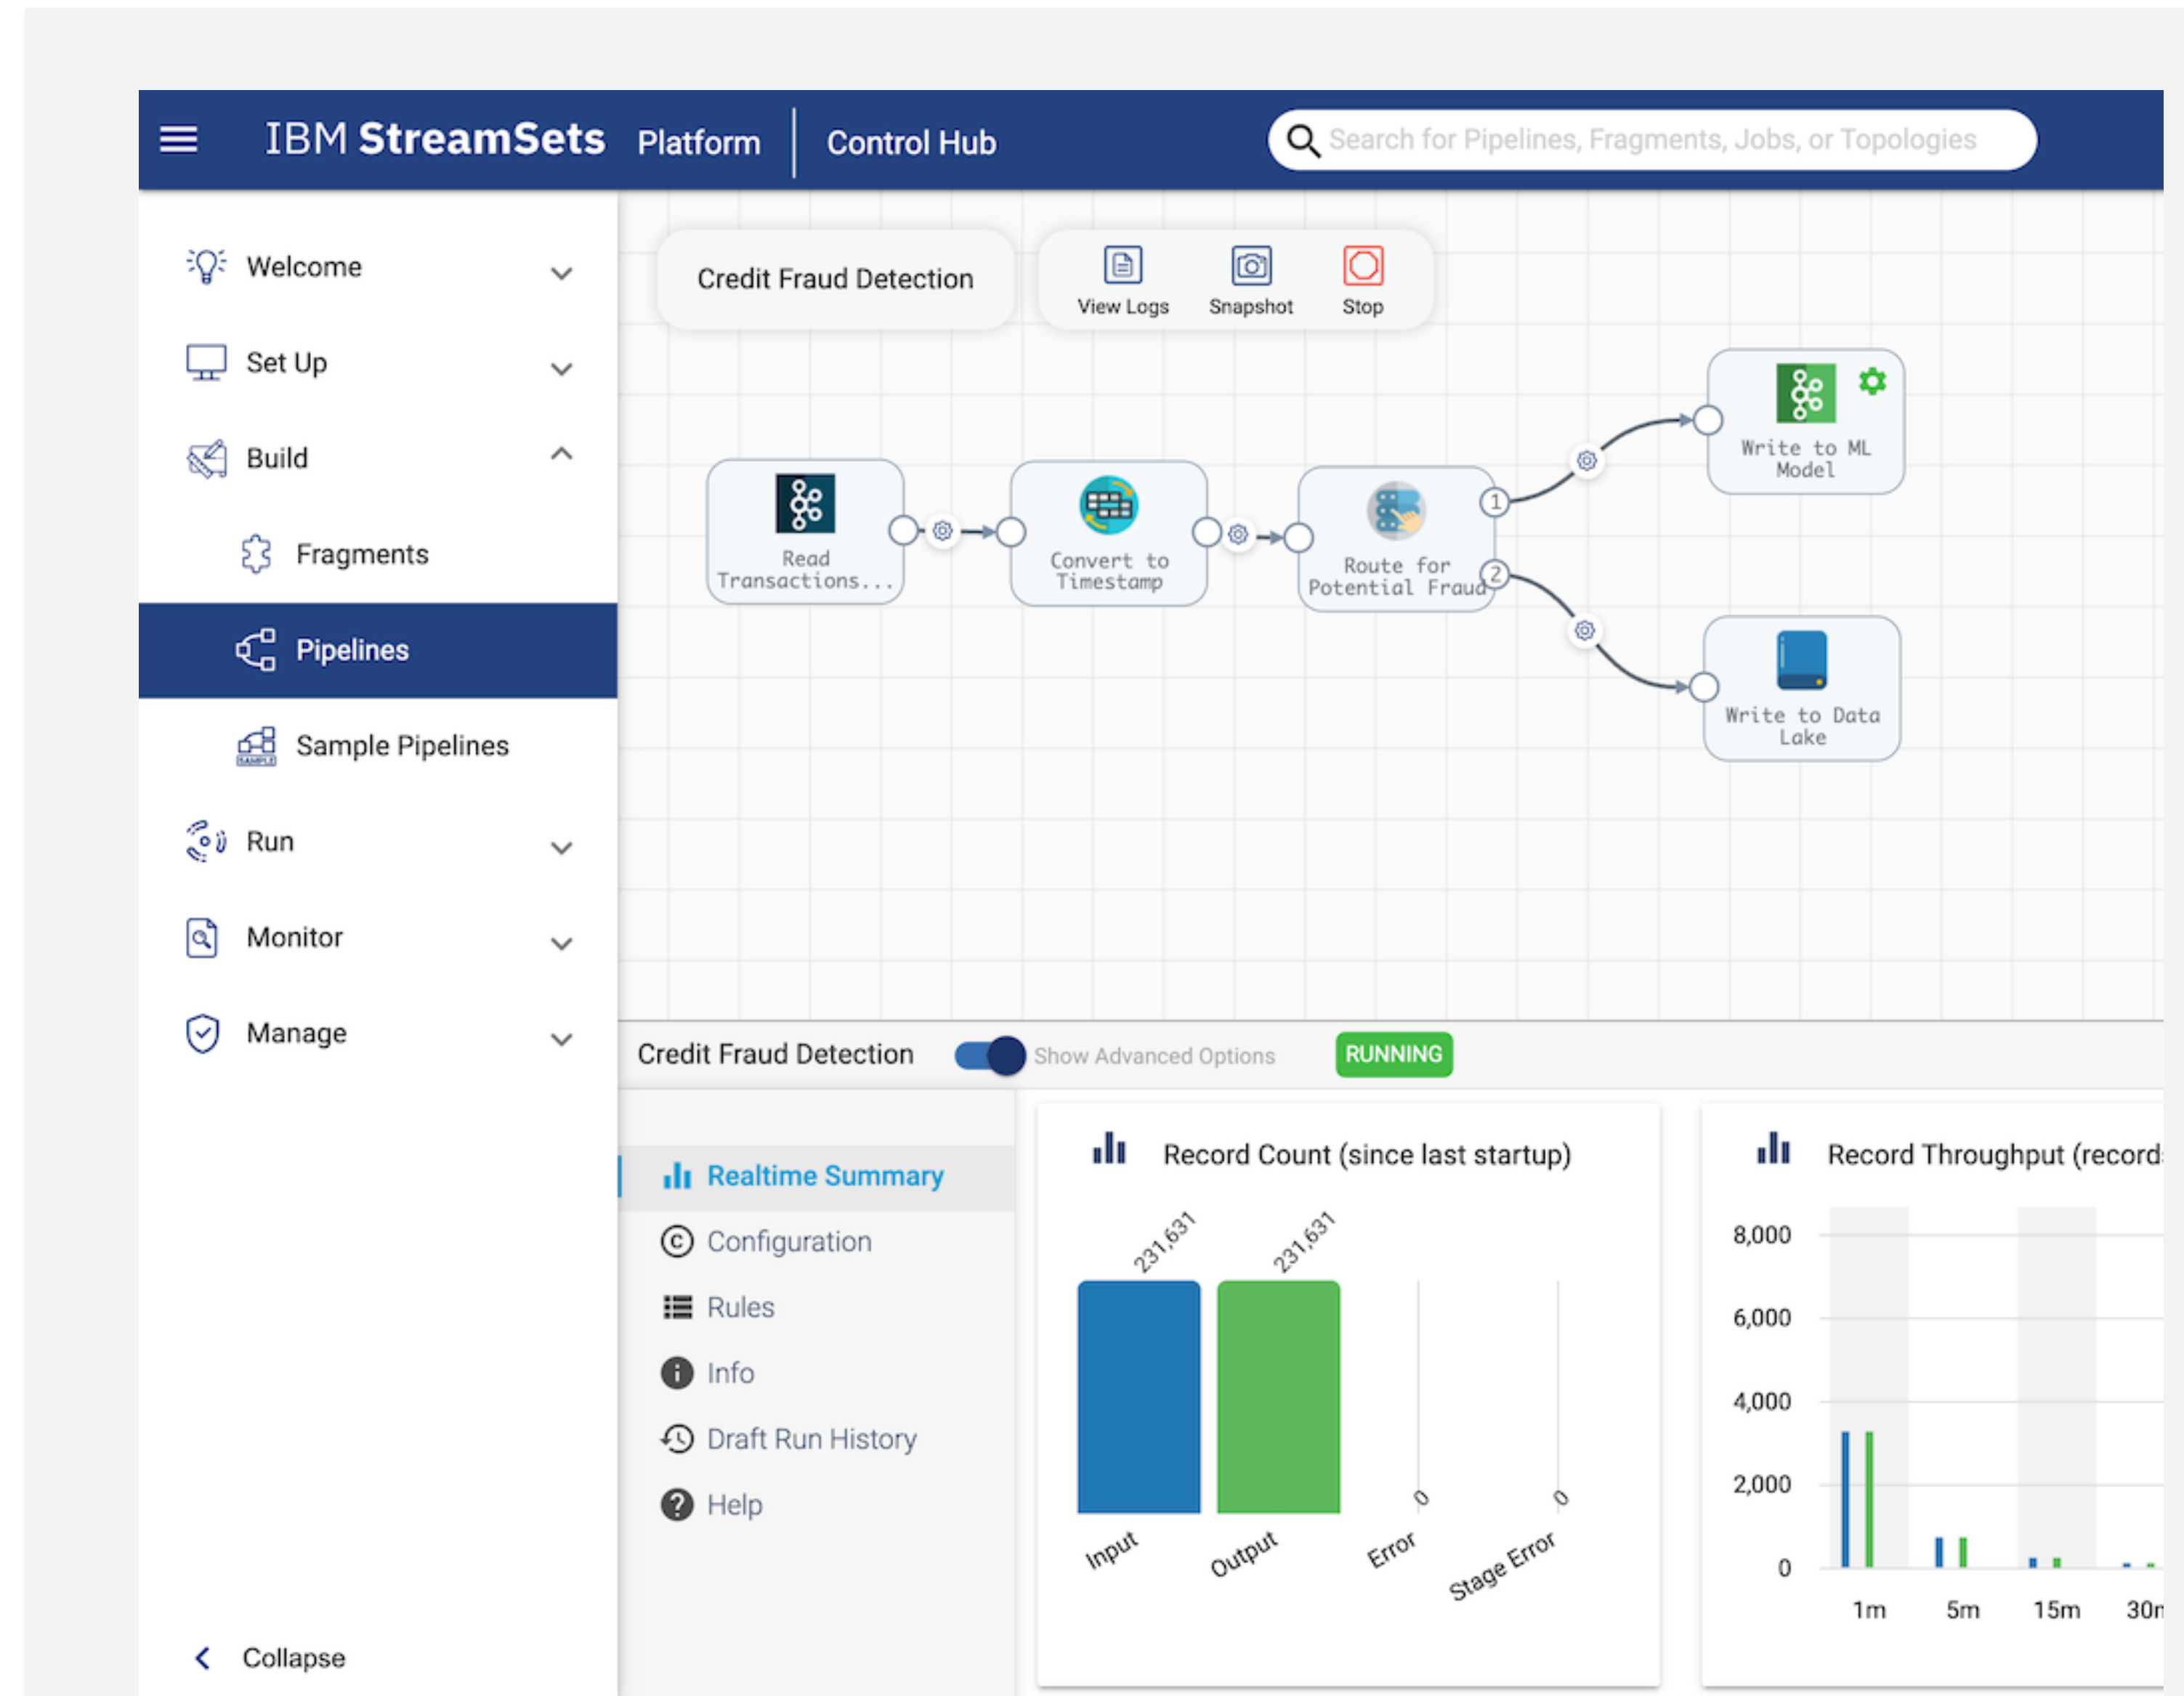 IBM StreamSets Platform Control Hub
Search for Pipelines, Fragments, Jobs, or Topologies
Welcome
Set Up
Build
Fragments
Pipelines
Sample Pipelines
SAMPLE
Run
Monitor
Manage
Collapse
Credit Fraud Detection
View Logs
Snapshot
Stop
Read
Transactions...
Convert to
Timestamp
Route for
Potential Fraud
1
2
Write to ML
Model
Write to Data
Lake
Credit Fraud Detection
Show Advanced Options
RUNNING
Realtime Summary
Configuration
Rules
Info
Draft Run History
Help
Record Count (since last startup)
231,631
231,631
0
0
Input
Output
Error
Stage Error
Record Throughput (record
8,000
6,000
4,000
2,000
0
1m 5m 15m 30